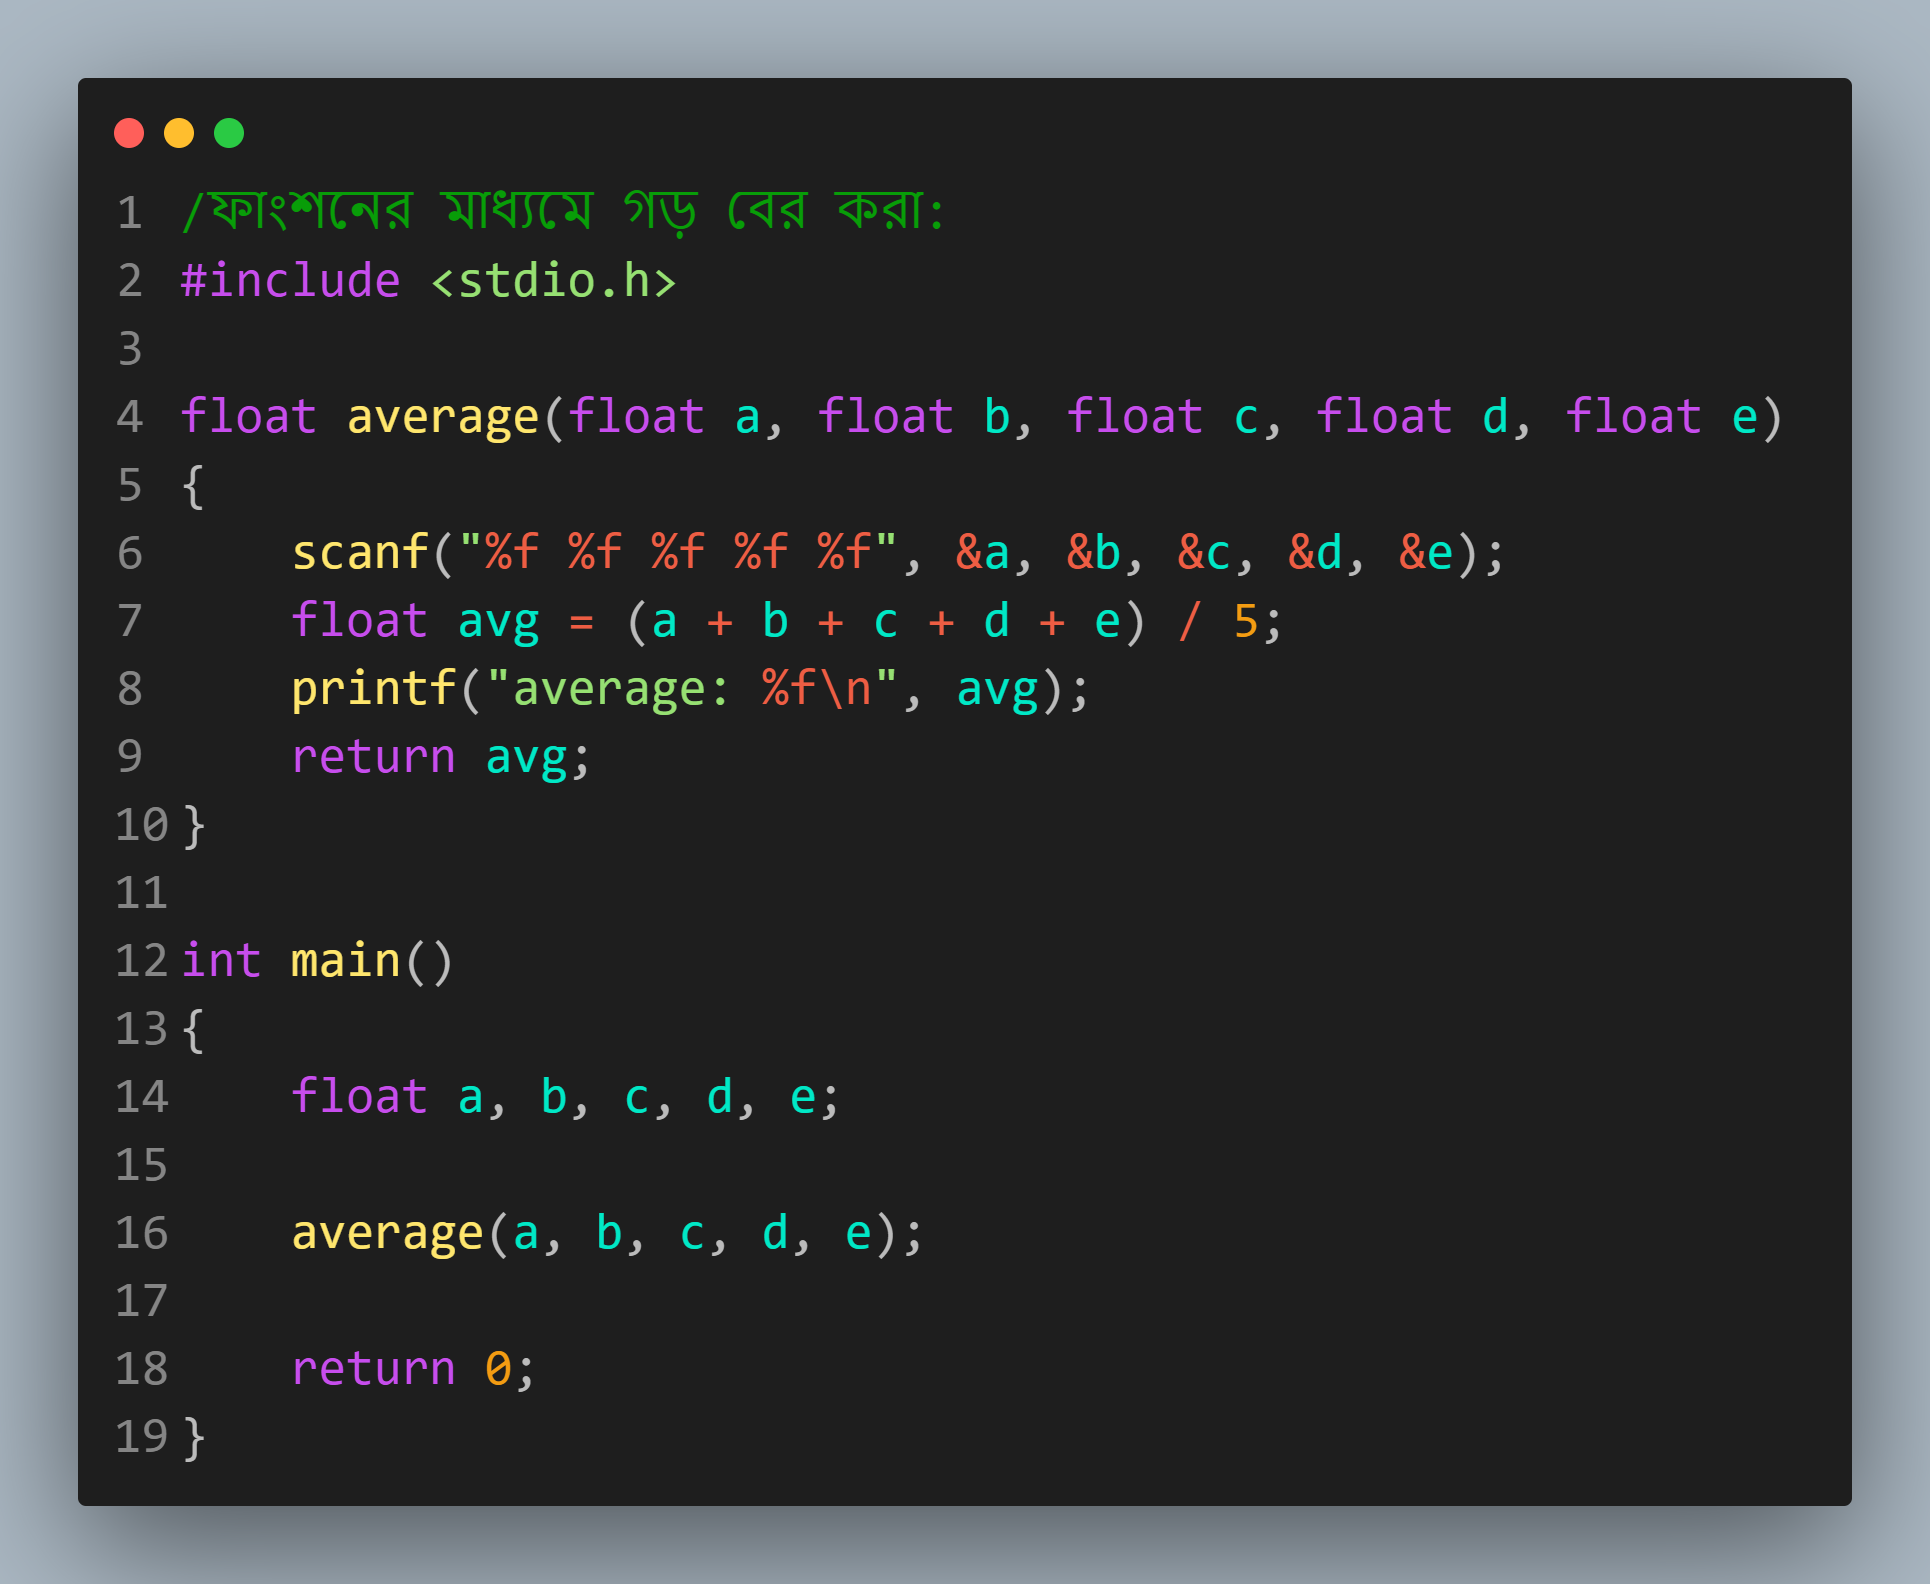 1 /ফাংশনের মাধ্যমে গড় বের করা:
2 #include <stdio.h>
3
4 float average(float a, float b, float c, float d, float e)
5 {
6     scanf("%f %f %f %f %f", &a, &b, &c, &d, &e);
7     float avg = (a + b + c + d + e) / 5;
8     printf("average: %f\n", avg);
9     return avg;
10 }
11
12 int main()
13 {
14     float a, b, c, d, e;
15
16     average(a, b, c, d, e);
17
18     return 0;
19 }